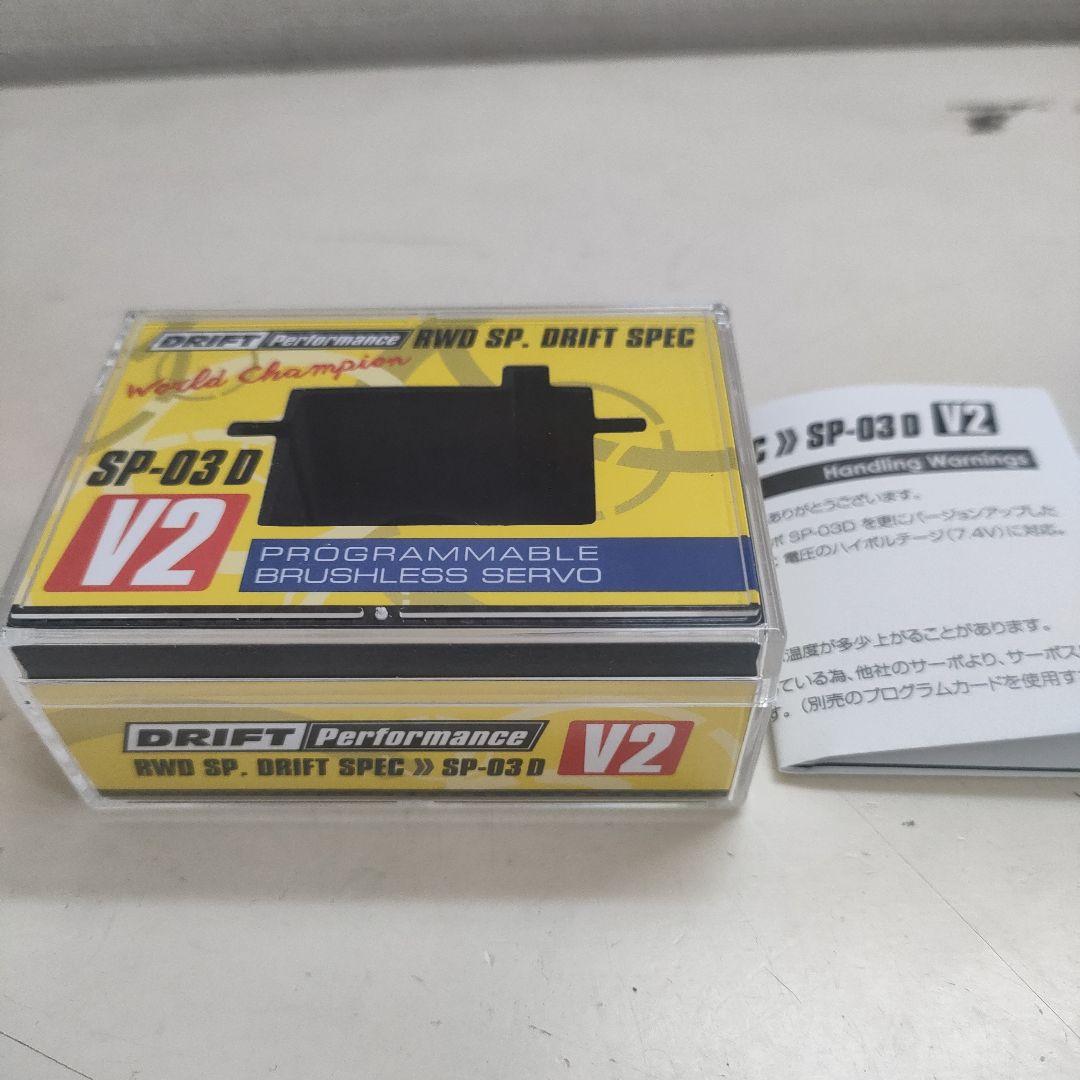 DRIFT Performance RWD SP. DRIFT SPEC
World Champion
SP-03 D
V2
PROGRAMMABLE
BRUSHLESS SERVO
DRIFT Performance V2
RWD SP. DRIFT SPEC》SP-03 D
C》SP-03 D V2
Handling Warnings
ありがとうございます。
ボ SP-03D を更にバージョンアップした
電圧のハイボルテージ(7.4V)に対応。
温度が多少上がることがあります。
ている為、他社のサーボより、サーボス
す。(別売のプログラムカードを使用す